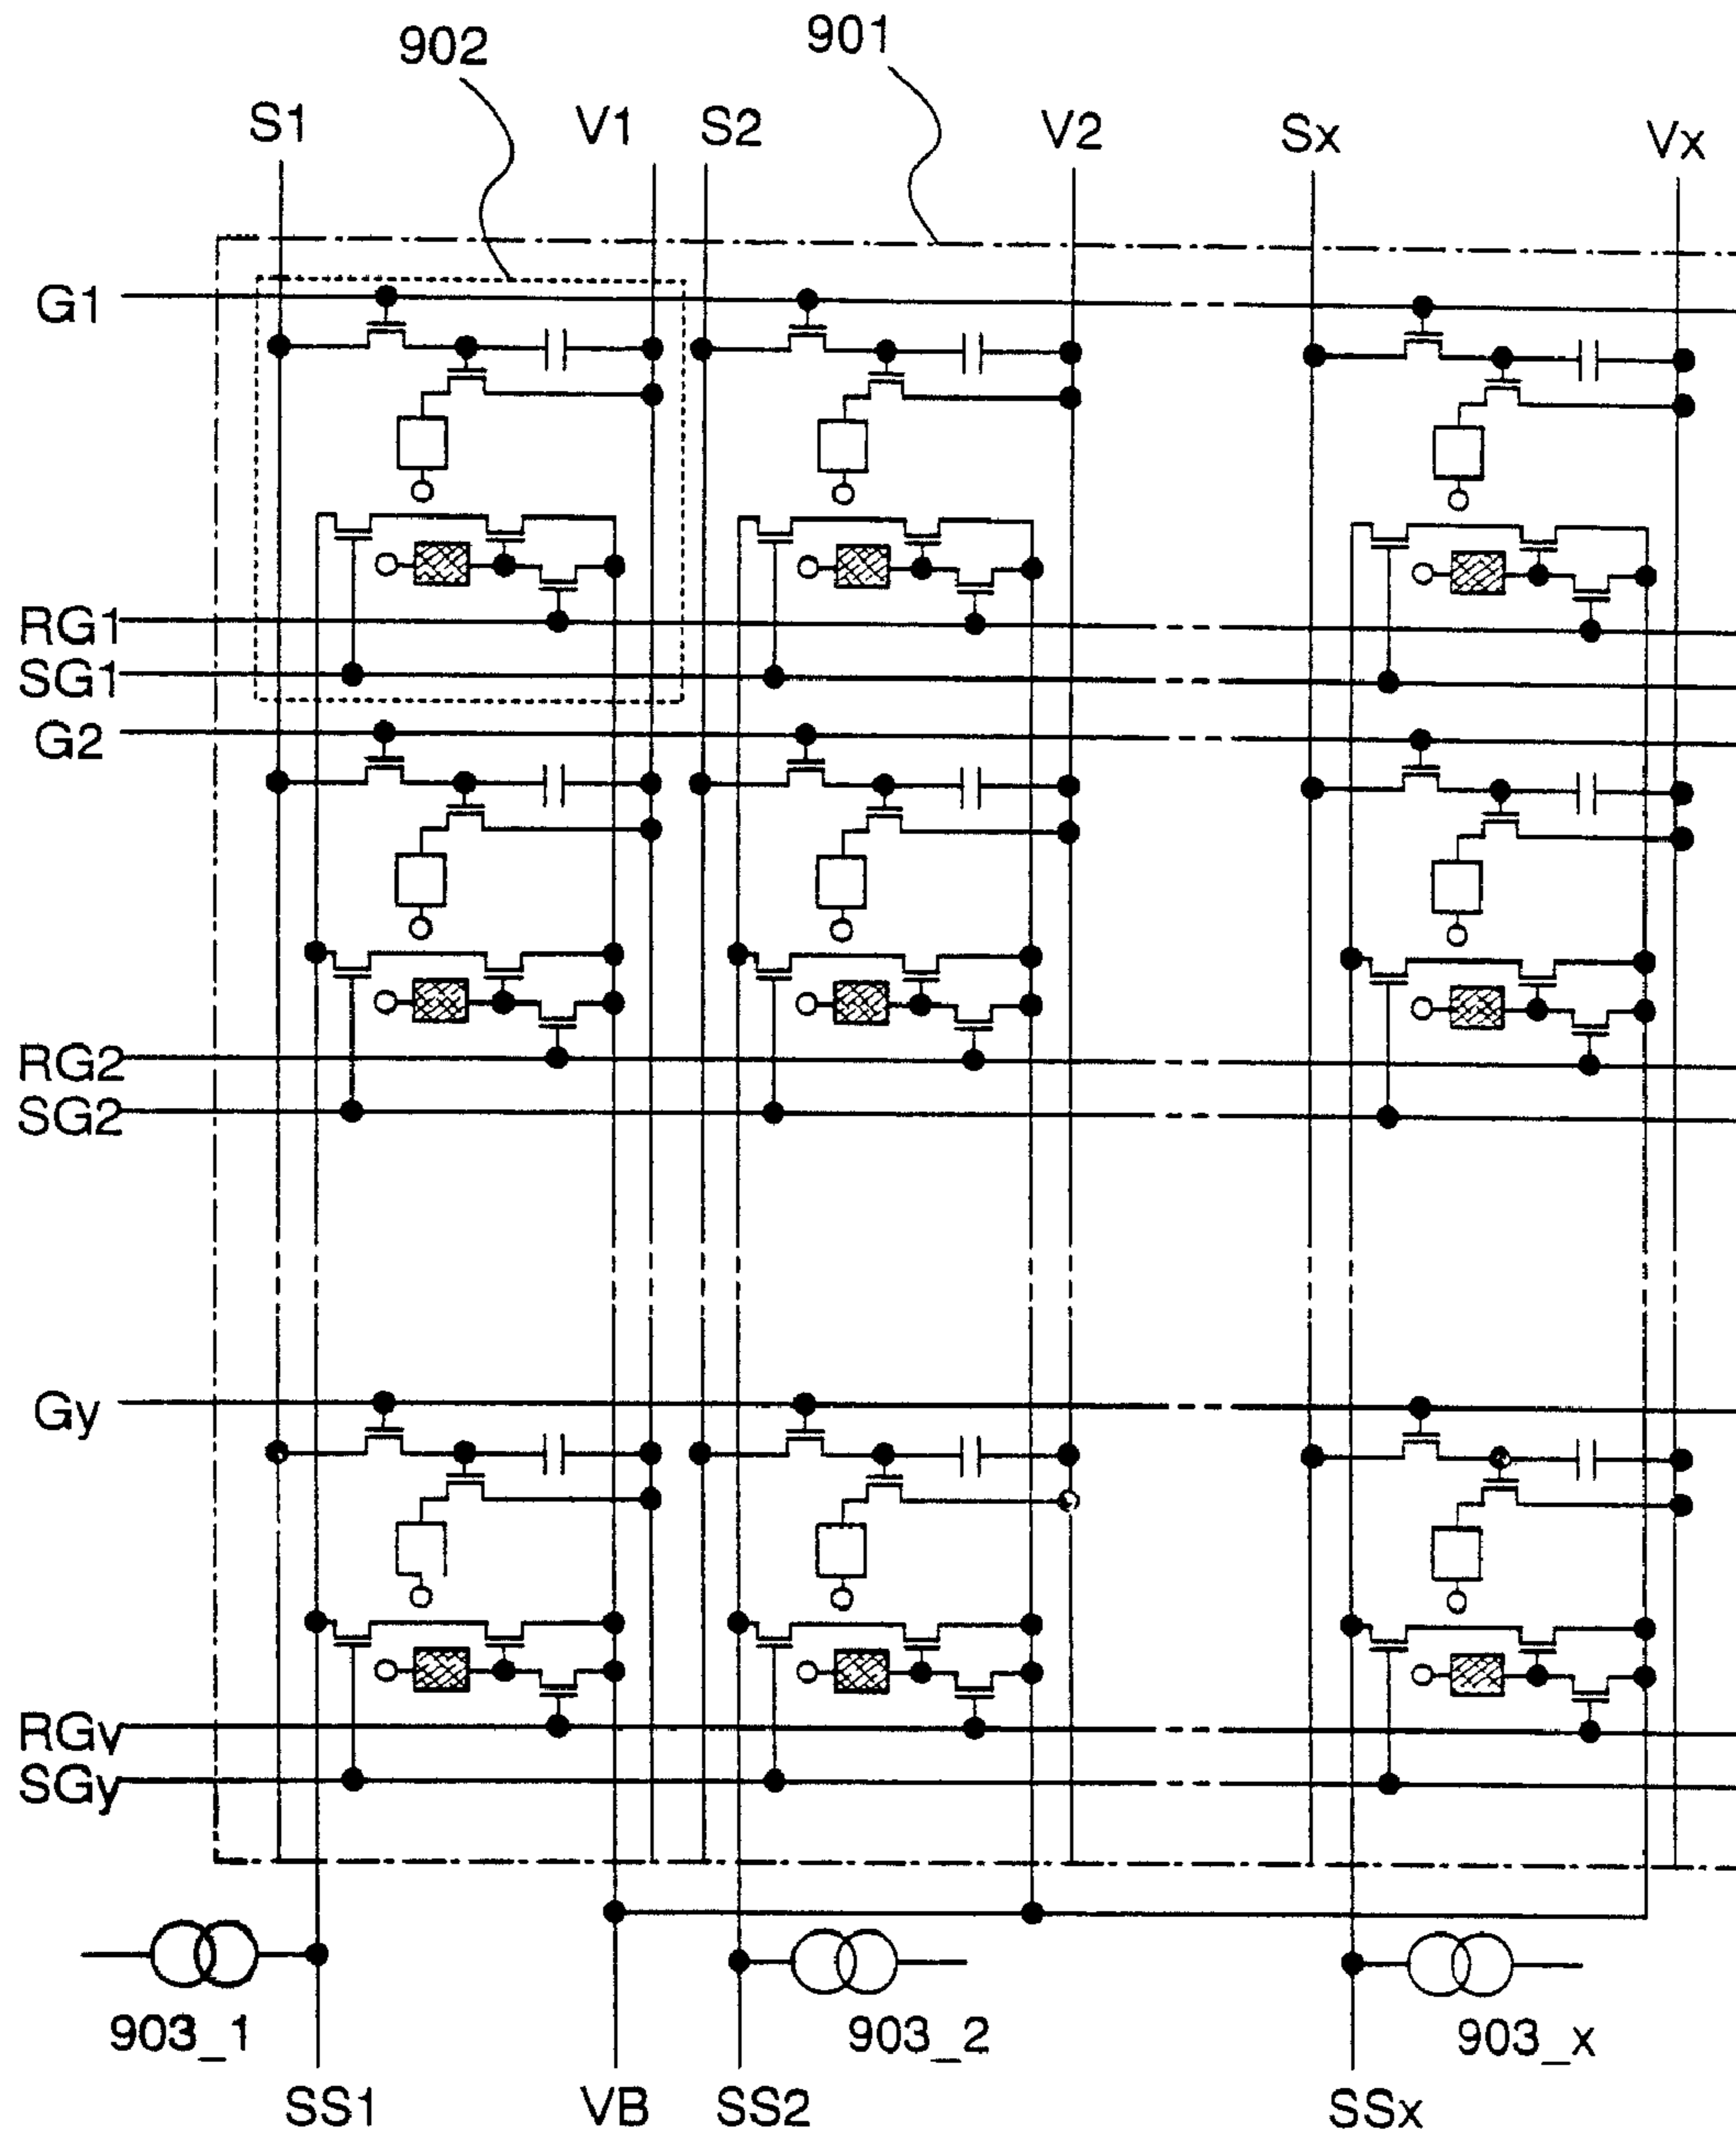 902
901
S1
V1
S2
V2
Sx
Vx
G1
RG1
SG1
G2
RG2
SG2
Gy
RGy
SGy
903_1
903_2
903_x
SS1
VB
SS2
SSx